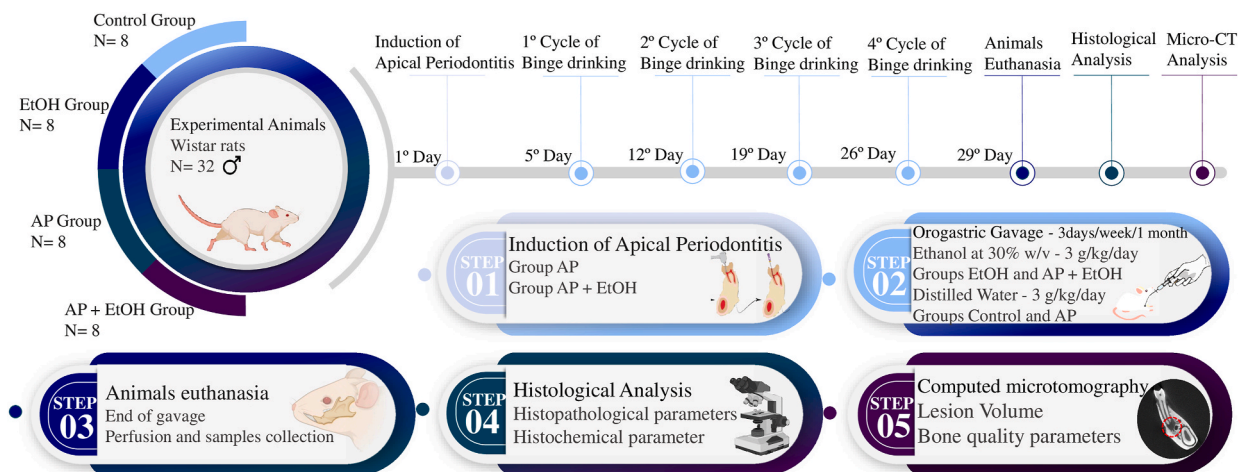 Control Group
N= 8
EtOH Group
N= 8
AP Group
N= 8
AP + EtOH Group
N= 8
Experimental Animals
Wistar rats
N= 32 ♂
Induction of
Apical Periodontitis
1º Cycle of
Binge drinking
2º Cycle of
Binge drinking
3º Cycle of
Binge drinking
4º Cycle of
Binge drinking
Animals
Euthanasia
Histological
Analysis
Micro-CT
Analysis
1º Day
5º Day
12º Day
19º Day
26º Day
29º Day
STEP
01
Induction of Apical Periodontitis
Group AP
Group AP + EtOH
STEP
02
Orogastric Gavage - 3days/week/1 month
Ethanol at 30% w/v - 3 g/kg/day
Groups EtOH and AP + EtOH
Distilled Water - 3 g/kg/day
Groups Control and AP
STEP
03
Animals euthanasia
End of gavage
Perfusion and samples collection
STEP
04
Histological Analysis
Histopathological parameters
Histochemical parameter
STEP
05
Computed microtomography
Lesion Volume
Bone quality parameters